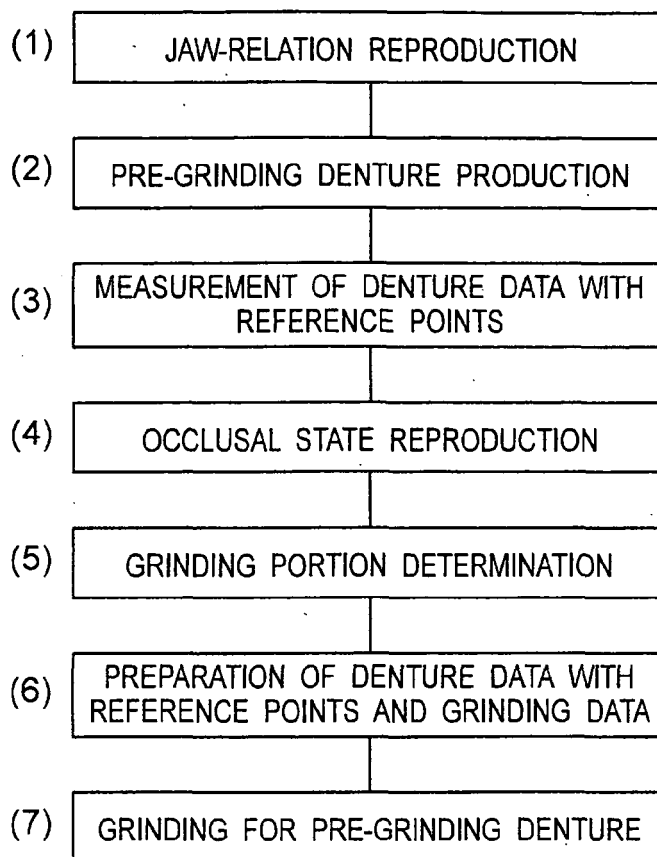 (1) JAW-RELATION REPRODUCTION
(2) PRE-GRINDING DENTURE PRODUCTION
(3) MEASUREMENT OF DENTURE DATA WITH
REFERENCE POINTS
(4) OCCLUSAL STATE REPRODUCTION
(5) GRINDING PORTION DETERMINATION
(6) PREPARATION OF DENTURE DATA WITH
REFERENCE POINTS AND GRINDING DATA
(7) GRINDING FOR PRE-GRINDING DENTURE